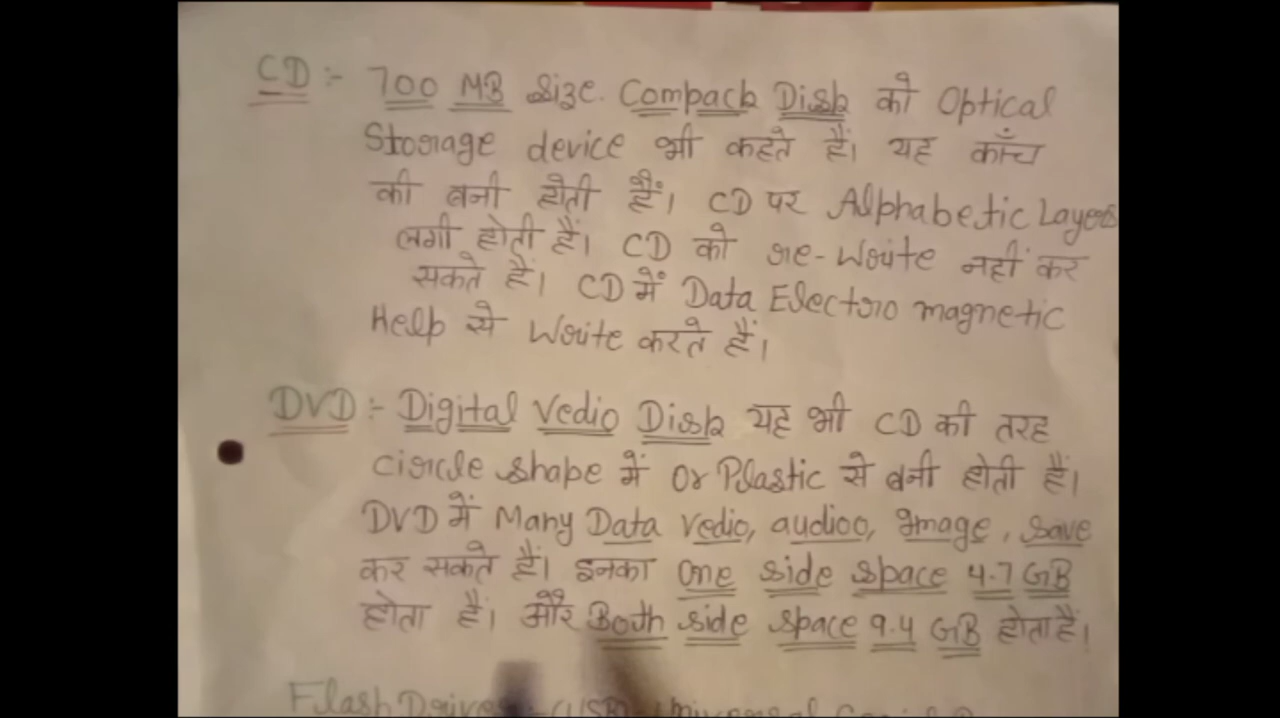 CD :- 700 MB Size. Compack Disk को Optical
Storage device भी कहते हैं। यह काँच
की बनी होती हैं। CD पर Alphabetic Layers
लगी होती हैं। CD को re-Write नहीं कर
सकते हैं। CD में Data Electro magnetic
Help से Write करते हैं।
DVD :- Digital Vedio Disk यह भी CD की तरह
circle shape में Or Plastic से बनी होती हैं।
DVD में Many Data Vedio, audioo, Image, Save
कर सकते हैं। इनका One side space 4.7 GB
होता हैं। और Both side space 9.4 GB होता हैं।
Flash Drive :- (USB)